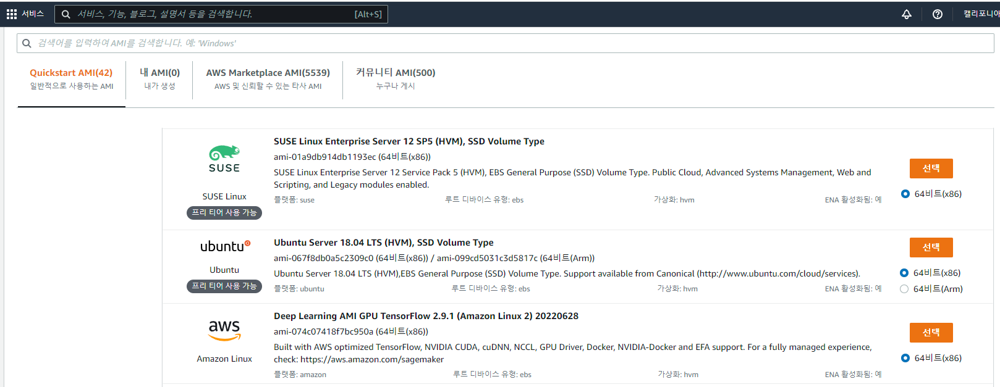 서비스
서비스, 기능, 블로그, 설명서 등을 검색합니다.
[Alt+S]
캘리포니아
검색어를 입력하여 AMI를 검색합니다. 예: 'Windows'
Quickstart AMI(42)
일반적으로 사용하는 AMI
내 AMI(0)
내가 생성
AWS Marketplace AMI(5539)
AWS 및 신뢰할 수 있는 타사 AMI
커뮤니티 AMI(500)
누구나 게시
SUSE
SUSE Linux
프리 티어 사용 가능
SUSE Linux Enterprise Server 12 SP5 (HVM), SSD Volume Type
ami-01a9db914db1193ec (64비트(x86))
SUSE Linux Enterprise Server 12 Service Pack 5 (HVM), EBS General Purpose (SSD) Volume Type. Public Cloud, Advanced Systems Management, Web and
Scripting, and Legacy modules enabled.
플랫폼: suse
루트 디바이스 유형: ebs
가상화: hvm
ENA 활성화됨: 예
선택
64비트(x86)
ubuntu
Ubuntu
프리 티어 사용 가능
Ubuntu Server 18.04 LTS (HVM), SSD Volume Type
ami-067f8db0a5c2309c0 (64비트(x86)) / ami-099cd5031c3d5817c (64비트(Arm))
Ubuntu Server 18.04 LTS (HVM),EBS General Purpose (SSD) Volume Type. Support available from Canonical (http://www.ubuntu.com/cloud/services).
플랫폼: ubuntu
루트 디바이스 유형: ebs
가상화: hvm
ENA 활성화됨: 예
선택
64비트(x86)
64비트(Arm)
aws
Amazon Linux
Deep Learning AMI GPU TensorFlow 2.9.1 (Amazon Linux 2) 20220628
ami-074c07418f7bc950a (64비트(x86))
Built with AWS optimized TensorFlow, NVIDIA CUDA, cuDNN, NCCL, GPU Driver, Docker, NVIDIA-Docker and EFA support. For a fully managed experience,
check: https://aws.amazon.com/sagemaker
플랫폼: amazon
루트 디바이스 유형: ebs
가상화: hvm
ENA 활성화됨: 예
선택
64비트(x86)